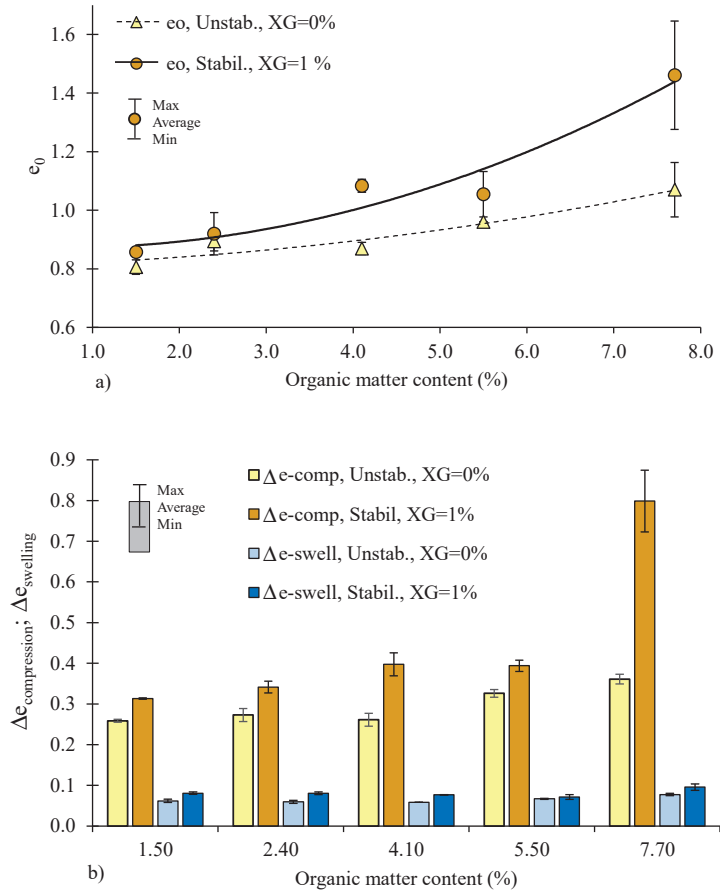 1.6
1.4
1.2
1.0
0.8
0.6
e0
eo, Unstab., XG=0%
eo, Stabil., XG=1 %
Max
Average
Min
1.0 2.0 3.0 4.0 5.0 6.0 7.0 8.0
Organic matter content (%)
a)
0.9
0.8
0.7
0.6
0.5
0.4
0.3
0.2
0.1
0.0
Δecompression; Δeswelling
Max
Average
Min
Δe-comp, Unstab., XG=0%
Δe-comp, Stabil, XG=1%
Δe-swell, Unstab., XG=0%
Δe-swell, Stabil., XG=1%
1.50 2.40 4.10 5.50 7.70
Organic matter content (%)
b)